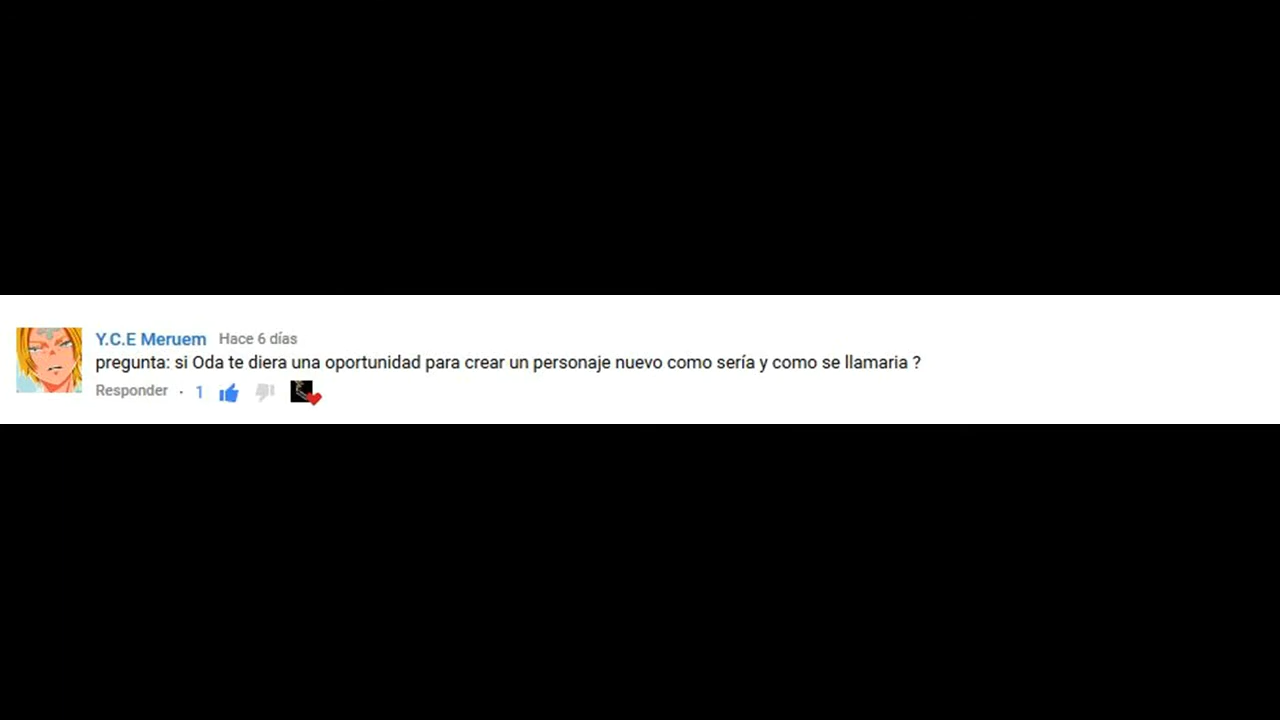 Y.C.E Meruem Hace 6 días
pregunta: si Oda te diera una oportunidad para crear un personaje nuevo como sería y como se llamaria ?
Responder · 1